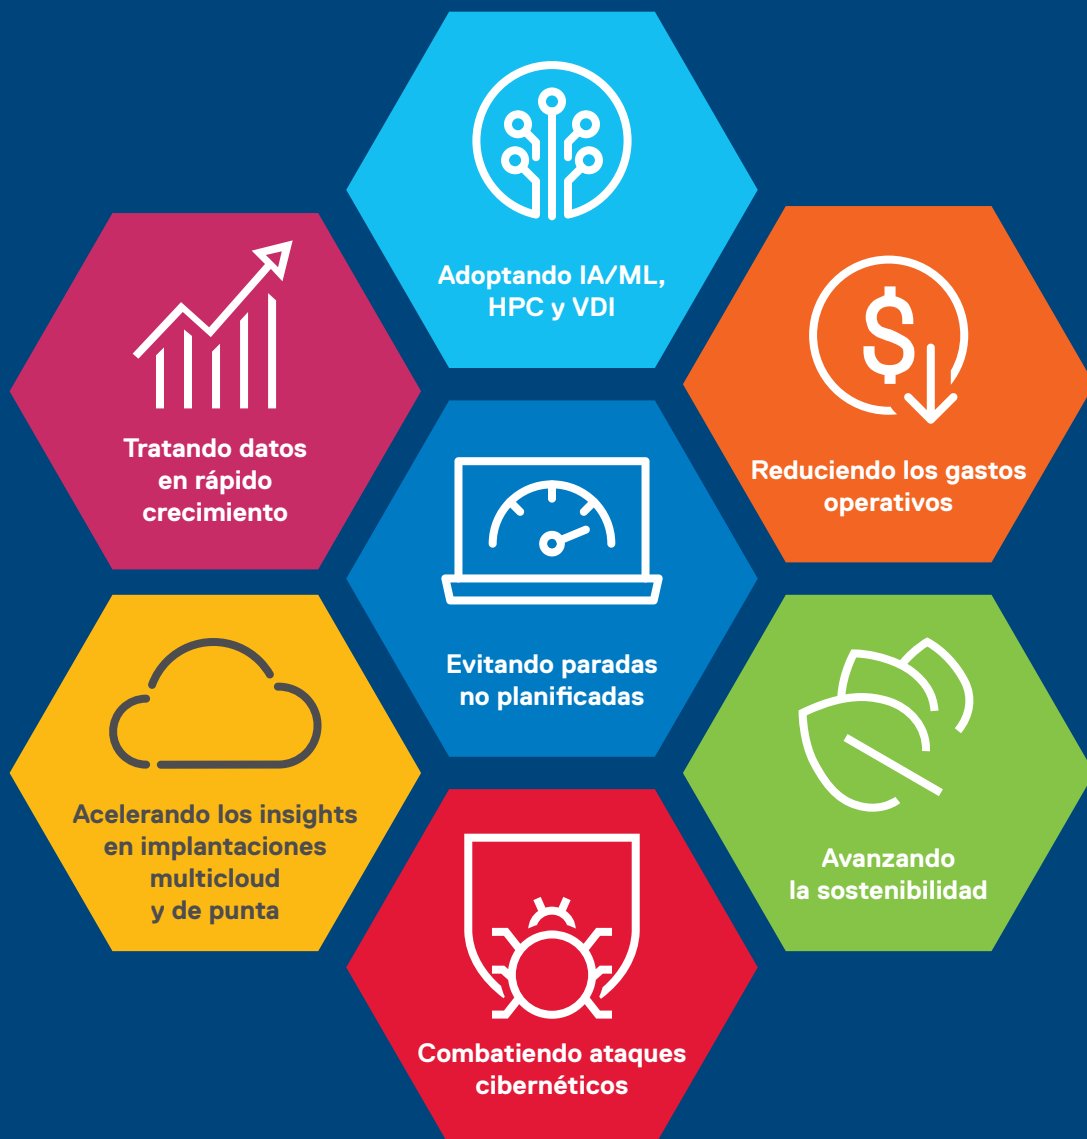 Adoptando IA/ML,
HPC y VDI
Tratando datos
en rápido
crecimiento
Reduciendo los gastos
operativos
Evitando paradas
no planificadas
Acelerando los insights
en implantaciones
multicloud
y de punta
Avanzando
la sostenibilidad
Combatiendo ataques
cibernéticos